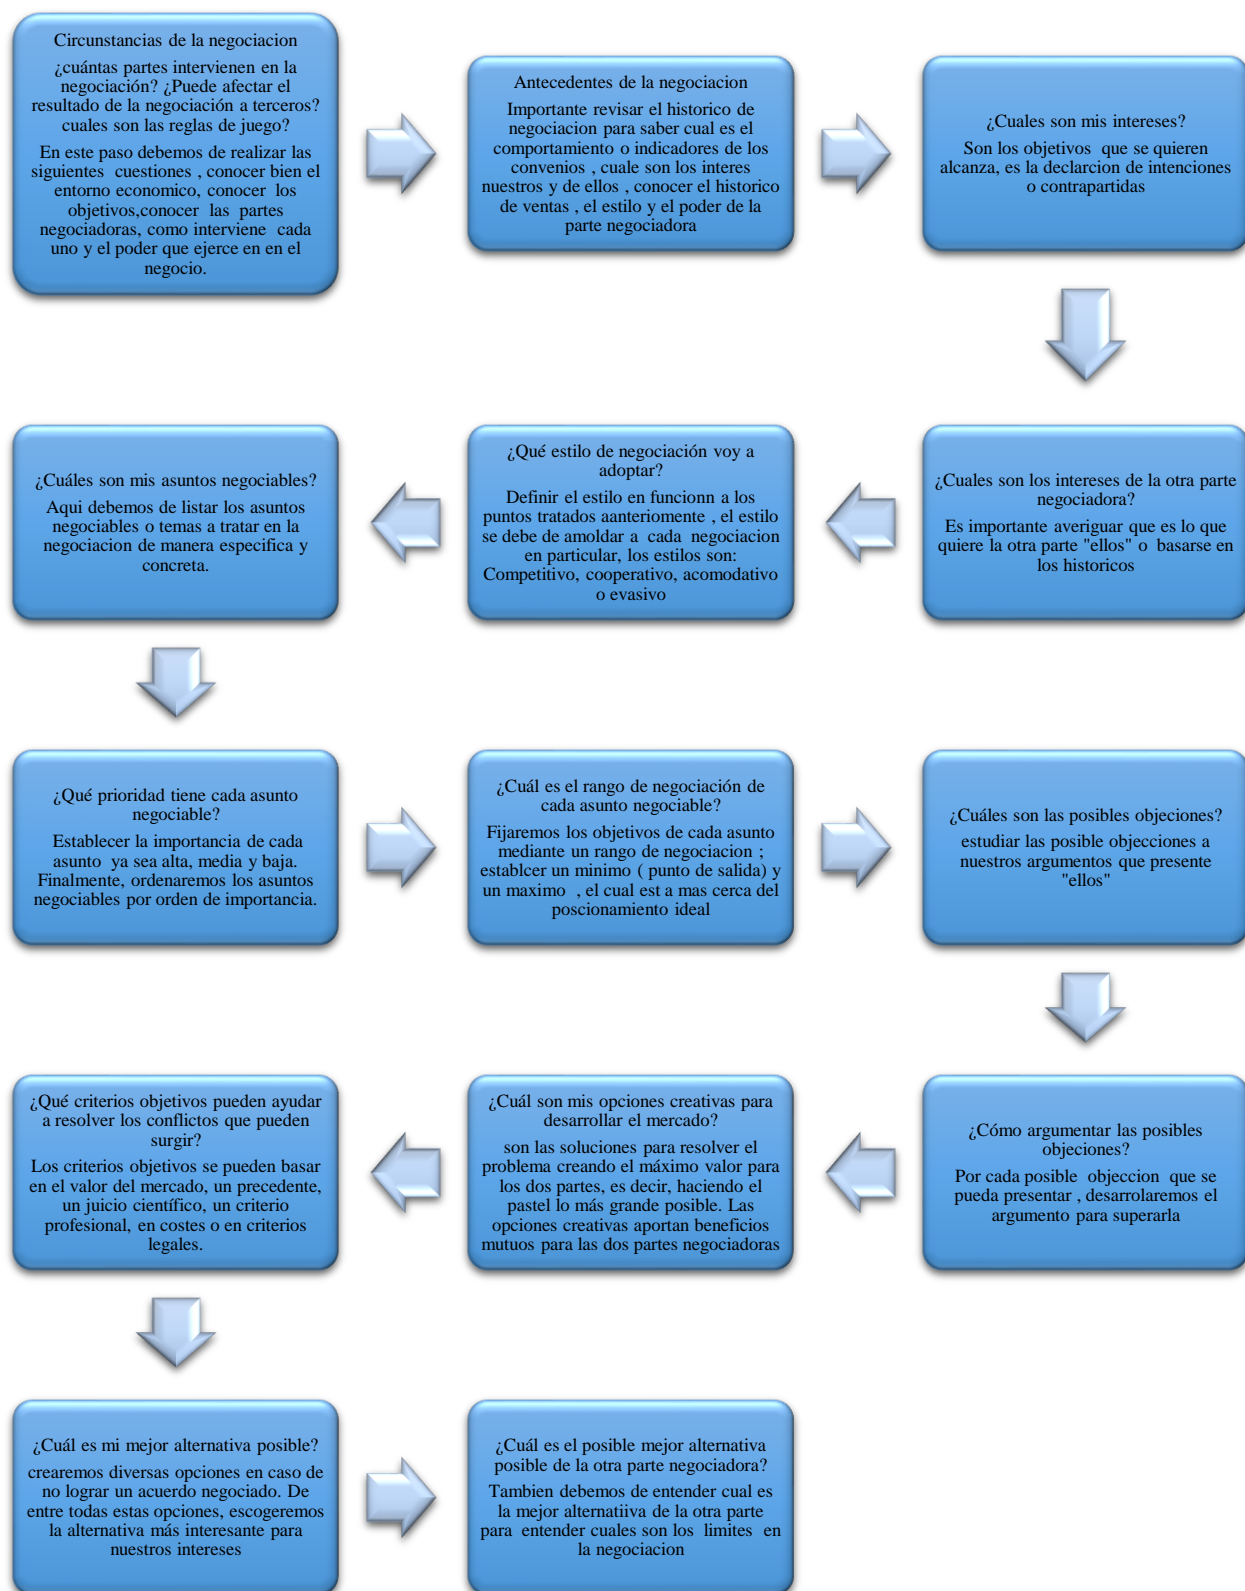 Circunstancias de la negociacion
¿cuántas partes intervienen en la
negociación? ¿Puede afectar el
resultado de la negociación a terceros?
cuales son las reglas de juego?
En este paso debemos de realizar las
siguientes cuestiones , conocer bien el
entorno economico, conocer los
objetivos,conocer las partes
negociadoras, como interviene cada
uno y el poder que ejerce en en el
negocio.
Antecedentes de la negociacion
Importante revisar el historico de
negociacion para saber cual es el
comportamiento o indicadores de los
convenios , cuale son los interes
nuestros y de ellos , conocer el historico
de ventas , el estilo y el poder de la
parte negociadora
¿Cuales son mis intereses?
Son los objetivos que se quieren
alcanza, es la declarcion de intenciones
o contrapartidas
¿Cuales son los intereses de la otra parte
negociadora?
Es importante averiguar que es lo que
quiere la otra parte "ellos" o basarse en
los historicos
¿Qué estilo de negociación voy a
adoptar?
Definir el estilo en funcionn a los
puntos tratados aanteriomente , el estilo
se debe de amoldar a cada negociacion
en particular, los estilos son:
Competitivo, cooperativo, acomodativo
o evasivo
¿Cuáles son mis asuntos negociables?
Aqui debemos de listar los asuntos
negociables o temas a tratar en la
negociacion de manera especifica y
concreta.
¿Qué prioridad tiene cada asunto
negociable?
Establecer la importancia de cada
asunto ya sea alta, media y baja.
Finalmente, ordenaremos los asuntos
negociables por orden de importancia.
¿Cuál es el rango de negociación de
cada asunto negociable?
Fijaremos los objetivos de cada asunto
mediante un rango de negociacion ;
establcer un minimo ( punto de salida) y
un maximo , el cual est a mas cerca del
poscionamiento ideal
¿Cuáles son las posibles objeciones?
estudiar las posible objecciones a
nuestros argumentos que presente
"ellos"
¿Cómo argumentar las posibles
objeciones?
Por cada posible objeccion que se
pueda presentar , desarrolaremos el
argumento para superarla
¿Cuál son mis opciones creativas para
desarrollar el mercado?
son las soluciones para resolver el
problema creando el máximo valor para
los dos partes, es decir, haciendo el
pastel lo más grande posible. Las
opciones creativas aportan beneficios
mutuos para las dos partes negociadoras
¿Qué criterios objetivos pueden ayudar
a resolver los conflictos que pueden
surgir?
Los criterios objetivos se pueden basar
en el valor del mercado, un precedente,
un juicio científico, un criterio
profesional, en costes o en criterios
legales.
¿Cuál es mi mejor alternativa posible?
crearemos diversas opciones en caso de
no lograr un acuerdo negociado. De
entre todas estas opciones, escogeremos
la alternativa más interesante para
nuestros intereses
¿Cuál es el posible mejor alternativa
posible de la otra parte negociadora?
Tambien debemos de entender cual es
la mejor alternatiiva de la otra parte
para entender cuales son los limites en
la negociacion